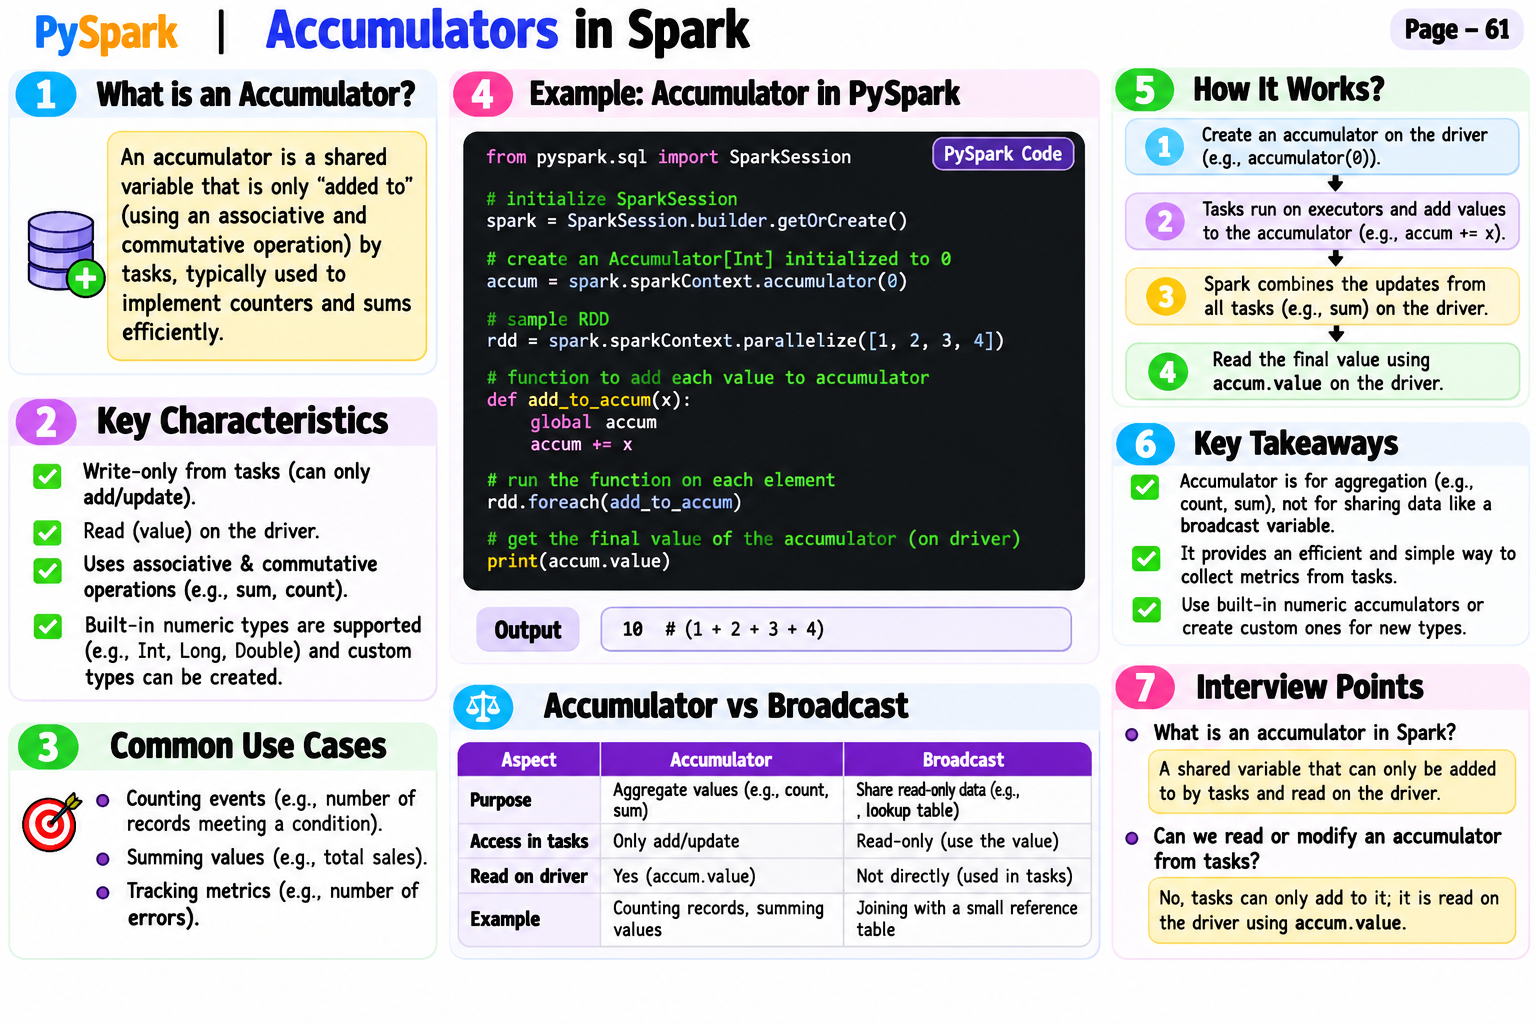 PySpark | Accumulators in Spark
Page – 61
1 What is an Accumulator?
An accumulator is a shared
variable that is only “added to”
(using an associative and
commutative operation) by
tasks, typically used to
implement counters and sums
efficiently.
2 Key Characteristics
Write-only from tasks (can only
add/update).
Read (value) on the driver.
Uses associative & commutative
operations (e.g., sum, count).
Built-in numeric types are supported
(e.g., Int, Long, Double) and custom
types can be created.
3 Common Use Cases
Counting events (e.g., number of
records meeting a condition).
Summing values (e.g., total sales).
Tracking metrics (e.g., number of
errors).
4 Example: Accumulator in PySpark
PySpark Code
from pyspark.sql import SparkSession
# initialize SparkSession
spark = SparkSession.builder.getOrCreate()
# create an Accumulator[Int] initialized to 0
accum = spark.sparkContext.accumulator(0)
# sample RDD
rdd = spark.sparkContext.parallelize([1, 2, 3, 4])
# function to add each value to accumulator
def add_to_accum(x):
global accum
accum += x
# run the function on each element
rdd.foreach(add_to_accum)
# get the final value of the accumulator (on driver)
print(accum.value)
Output
10 # (1 + 2 + 3 + 4)
Accumulator vs Broadcast
Aspect Accumulator Broadcast
Purpose
Aggregate values (e.g., count,
sum)
Share read-only data (e.g.,
, lookup table)
Access in tasks Only add/update Read-only (use the value)
Read on driver Yes (accum.value) Not directly (used in tasks)
Example
Counting records, summing
values
Joining with a small reference
table
5 How It Works?
1 Create an accumulator on the driver
(e.g., accumulator(0)).
2 Tasks run on executors and add values
to the accumulator (e.g., accum += x).
3 Spark combines the updates from
all tasks (e.g., sum) on the driver.
4 Read the final value using
accum.value on the driver.
6 Key Takeaways
Accumulator is for aggregation (e.g.,
count, sum), not for sharing data like a
broadcast variable.
It provides an efficient and simple way to
collect metrics from tasks.
Use built-in numeric accumulators or
create custom ones for new types.
7 Interview Points
What is an accumulator in Spark?
A shared variable that can only be added
to by tasks and read on the driver.
Can we read or modify an accumulator
from tasks?
No, tasks can only add to it; it is read on
the driver using accum.value.